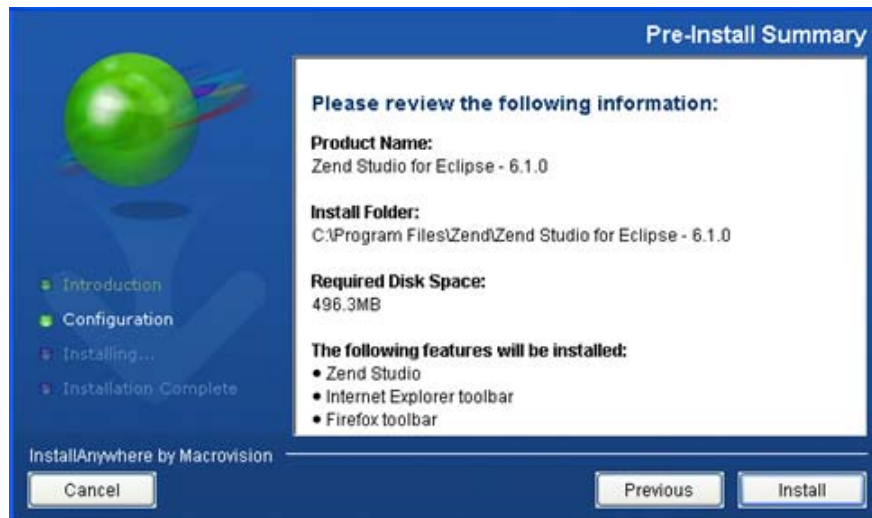 Pre-Install Summary
Please review the following information:
Product Name:
Zend Studio for Eclipse - 6.1.0
Install Folder:
C:\Program Files\Zend\Zend Studio for Eclipse - 6.1.0
Required Disk Space:
496.3MB
The following features will be installed:
• Zend Studio
• Internet Explorer toolbar
• Firefox toolbar
Introduction
Configuration
Installing...
Installation Complete
InstallAnywhere by Macrovision
Cancel
Previous
Install